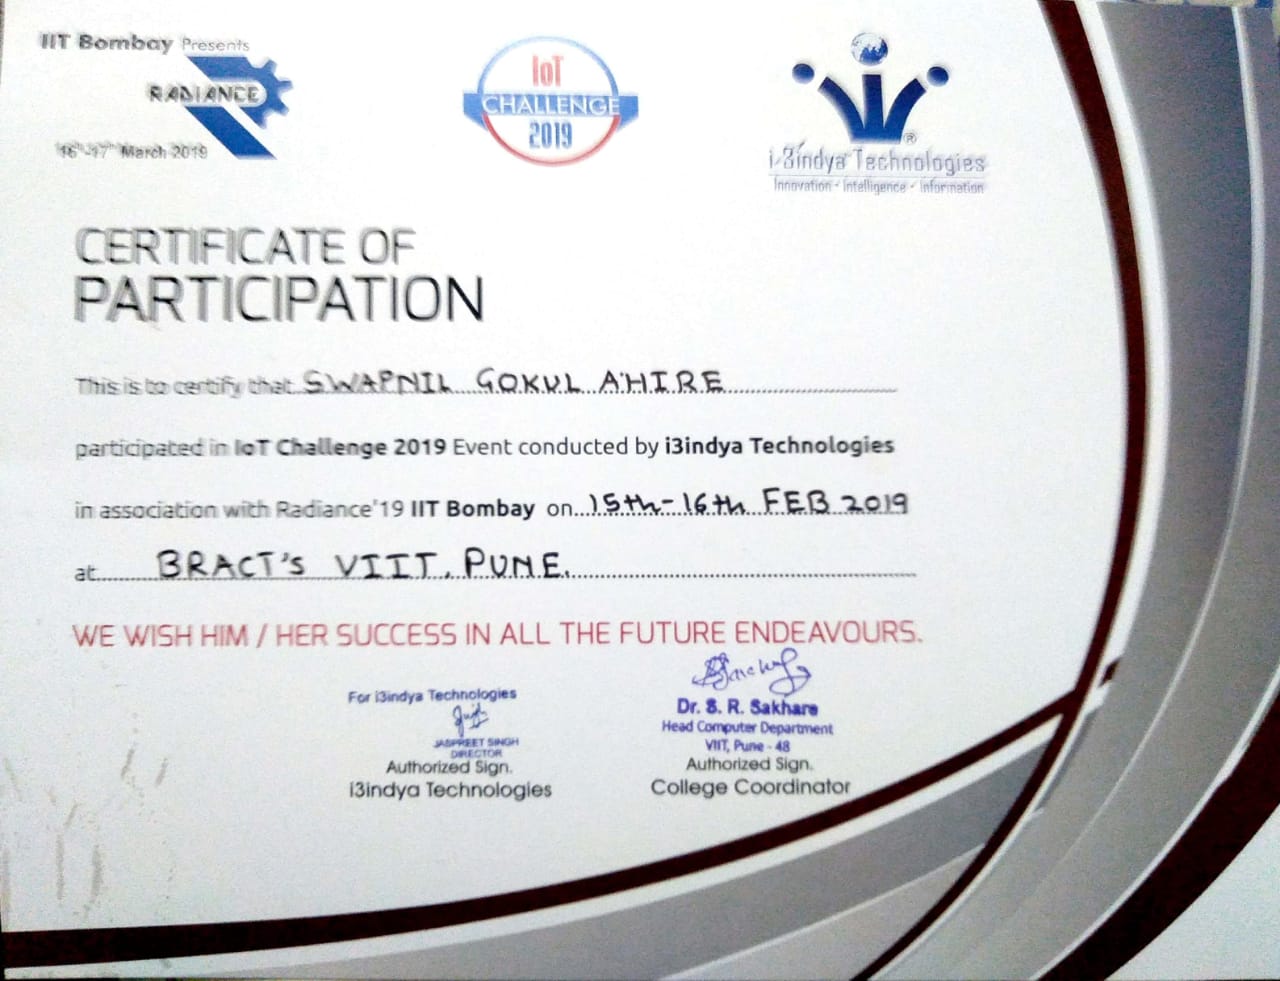 IIT Bombay Presents
RADIANCE
16th-17th March 2019
IoT
CHALLENGE
2019
i-3indya Technologies
Innovation - Intelligence - Information
CERTIFICATE OF
PARTICIPATION
This is to certify that SWAPNIL GOKUL AHIRE
participated in IoT Challenge 2019 Event conducted by i3indya Technologies
in association with Radiance'19 IIT Bombay on 15th-16th FEB 2019
at BRACT'S VIIT, PUNE.
WE WISH HIM / HER SUCCESS IN ALL THE FUTURE ENDEAVOURS.
For i3indya Technologies
JASPREET SINGH
DIRECTOR
Authorized Sign.
i3indya Technologies
Dr. S. R. Sakhare
Head Computer Department
VIIT, Pune - 48
Authorized Sign.
College Coordinator